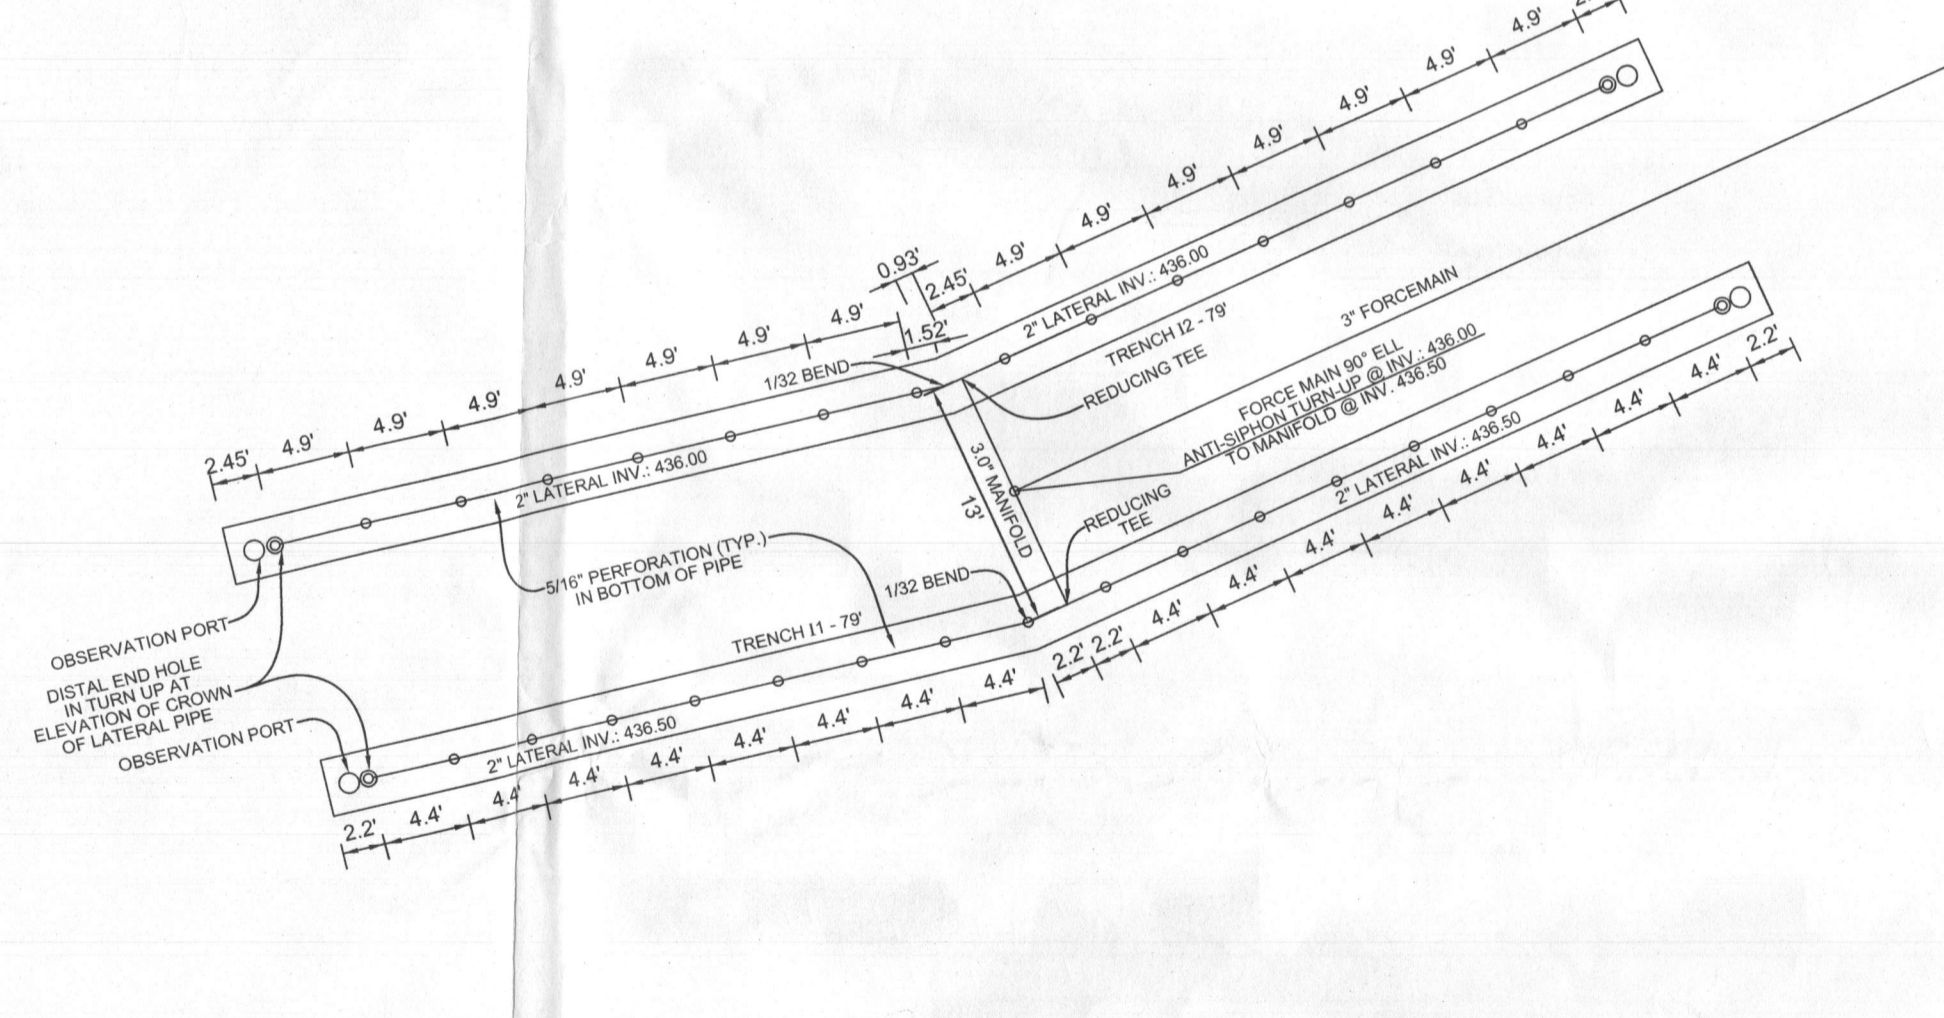 2.45'
4.9'
4.9'
4.9'
4.9'
4.9'
4.9'
4.9'
0.93'
1.52'
2.45'
4.9'
4.9'
4.9'
4.9'
4.9'
4.9'
4.9'
1/32 BEND
2" LATERAL INV.: 436.00
2" LATERAL INV.: 436.00
TRENCH I2 - 79'
REDUCING TEE
3" FORCEMAIN
FORCE MAIN 90° ELL
ANTI-SIPHON TURN-UP @ INV.: 436.00
TO MANIFOLD @ INV. 436.50
3.0" MANIFOLD
13'
REDUCING
TEE
5/16" PERFORATION (TYP.)
IN BOTTOM OF PIPE
1/32 BEND
TRENCH I1 - 79'
2" LATERAL INV.: 436.50
2" LATERAL INV.: 436.50
OBSERVATION PORT
DISTAL END HOLE
IN TURN UP AT
ELEVATION OF CROWN
OF LATERAL PIPE
OBSERVATION PORT
2.2'
4.4'
4.4'
4.4'
4.4'
4.4'
4.4'
4.4'
4.4'
2.2'
2.2'
4.4'
4.4'
4.4'
4.4'
4.4'
4.4'
4.4'
4.4'
2.2'